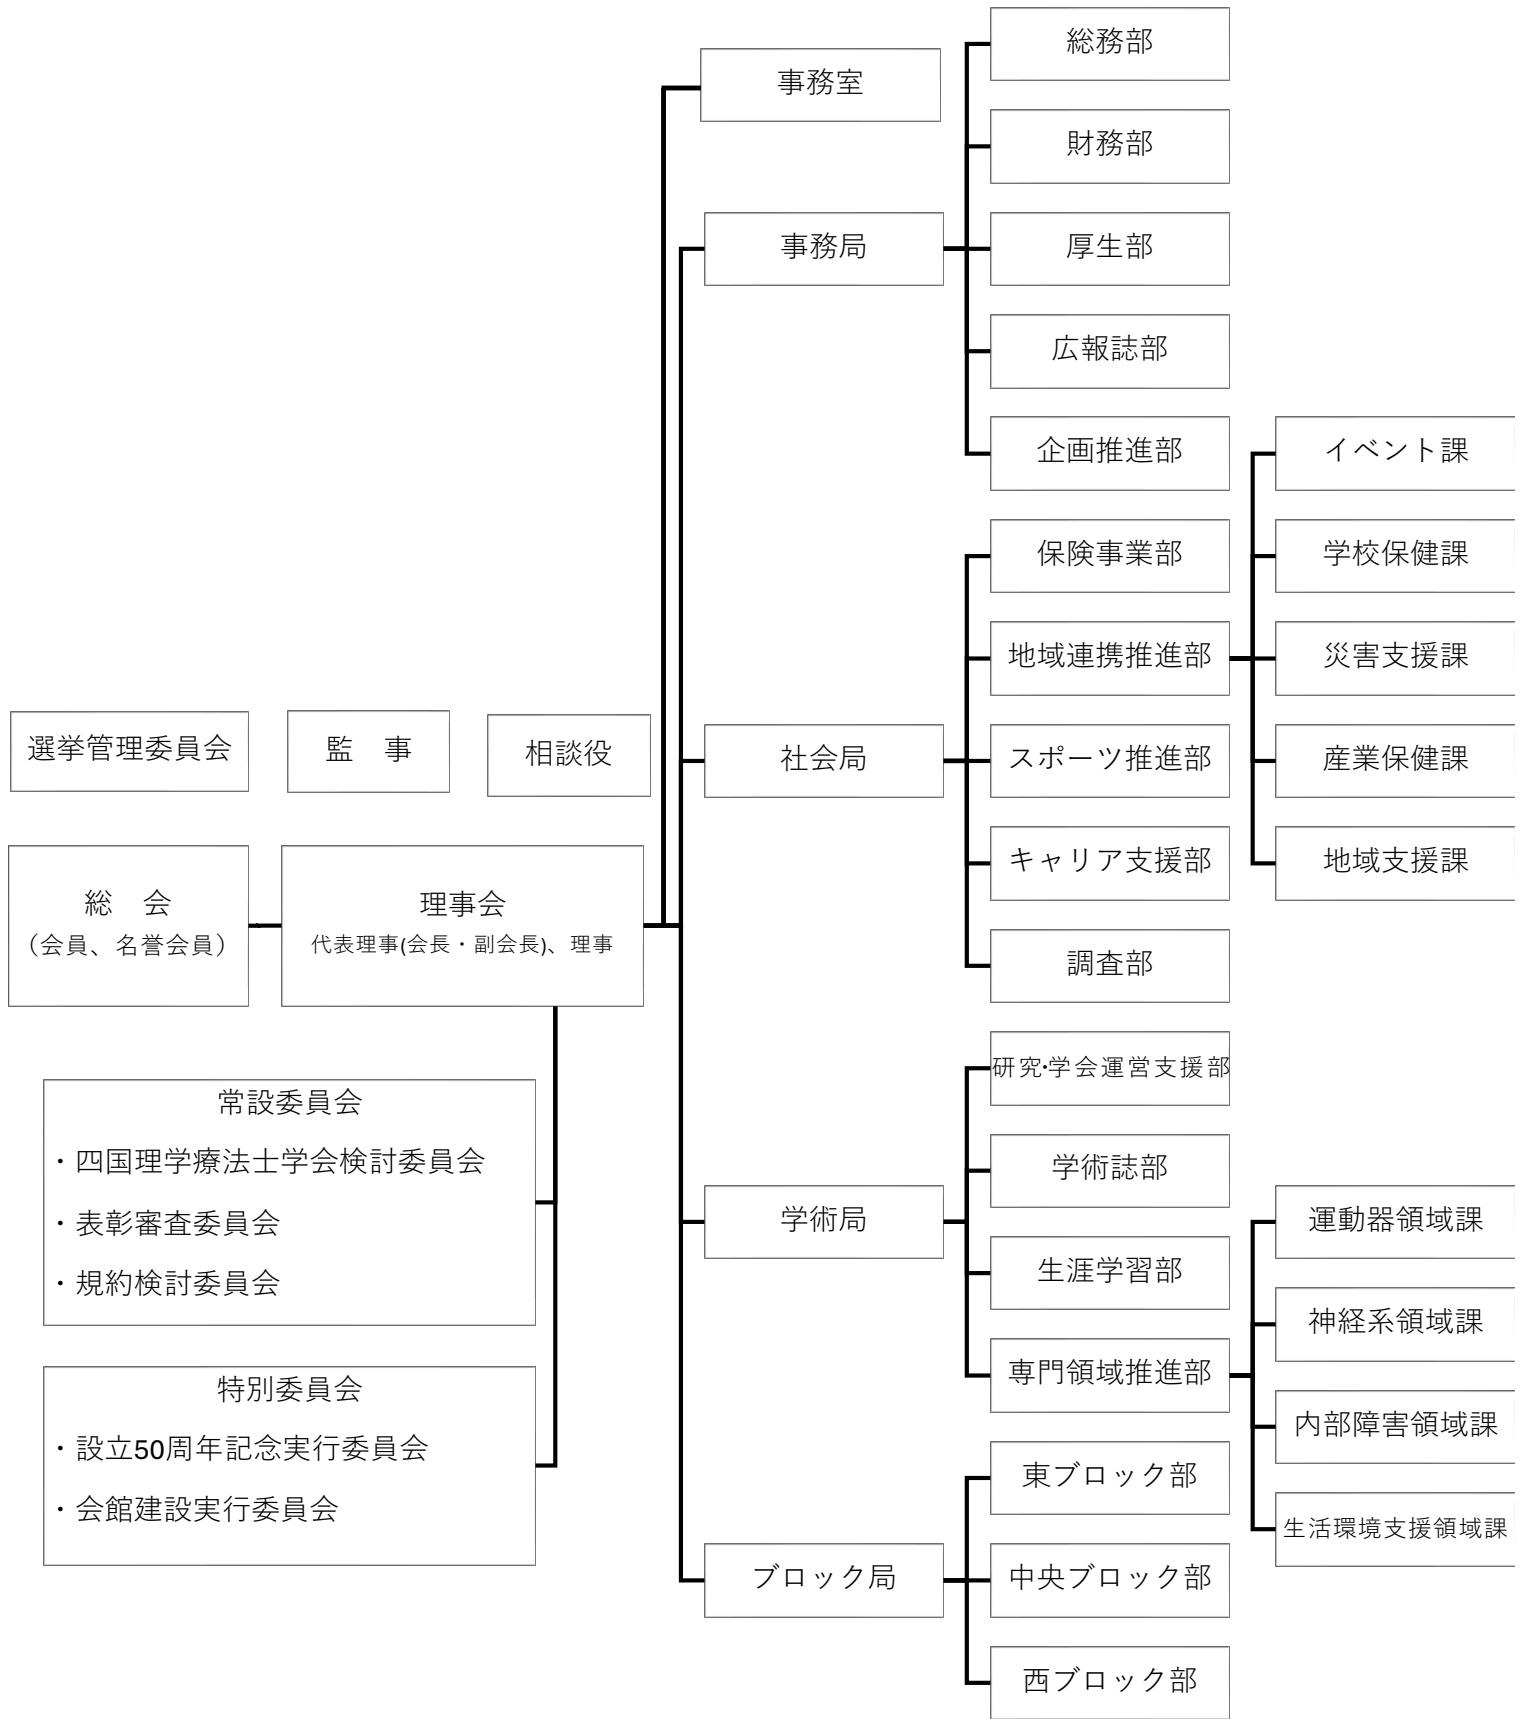 総務部
事務室
財務部
事務局
厚生部
広報誌部
企画推進部
イベント課
保険事業部
学校保健課
地域連携推進部
災害支援課
選挙管理委員会
監　事
相談役
社会局
スポーツ推進部
産業保健課
キャリア支援部
地域支援課
総　会
（会員、名誉会員）
理事会
代表理事(会長・副会長)、理事
調査部
研究・学会運営支援部
常設委員会
・四国理学療法士学会検討委員会
・表彰審査委員会
・規約検討委員会
学術誌部
学術局
運動器領域課
生涯学習部
神経系領域課
専門領域推進部
特別委員会
・設立50周年記念実行委員会
・会館建設実行委員会
内部障害領域課
東ブロック部
生活環境支援領域課
ブロック局
中央ブロック部
西ブロック部